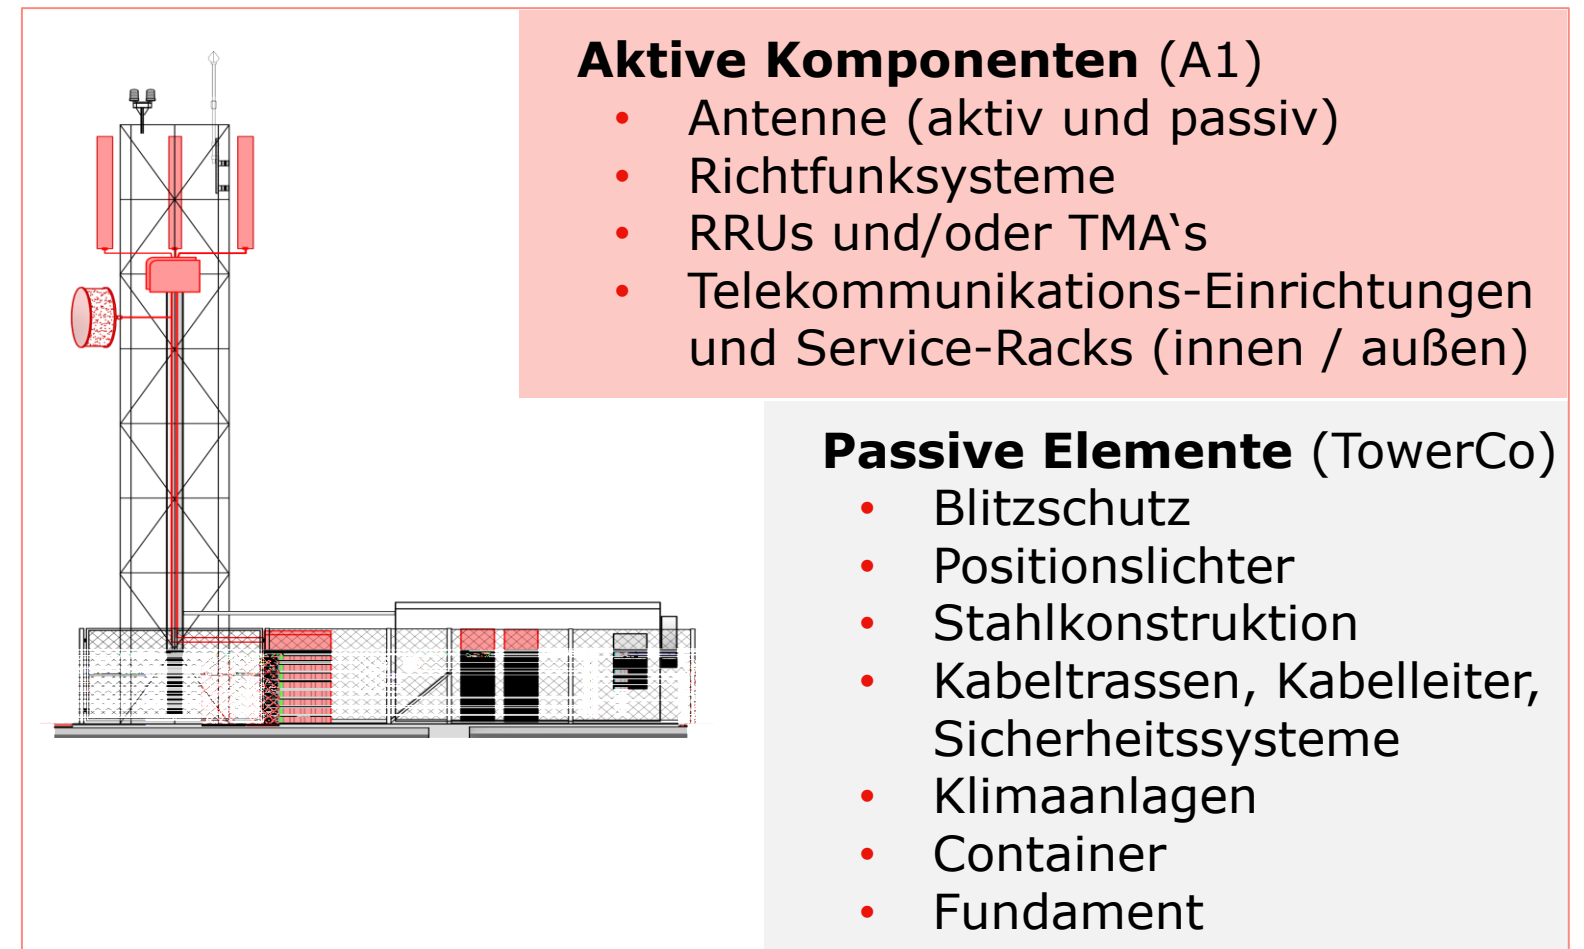 Aktive Komponenten (A1)
• Antenne (aktiv und passiv)
• Richtfunksysteme
• RRUs und/oder TMA‘s
• Telekommunikations-Einrichtungen
und Service-Racks (innen / außen)
Passive Elemente (TowerCo)
• Blitzschutz
• Positionslichter
• Stahlkonstruktion
• Kabeltrassen, Kabelleiter,
Sicherheitssysteme
• Klimaanlagen
• Container
• Fundament